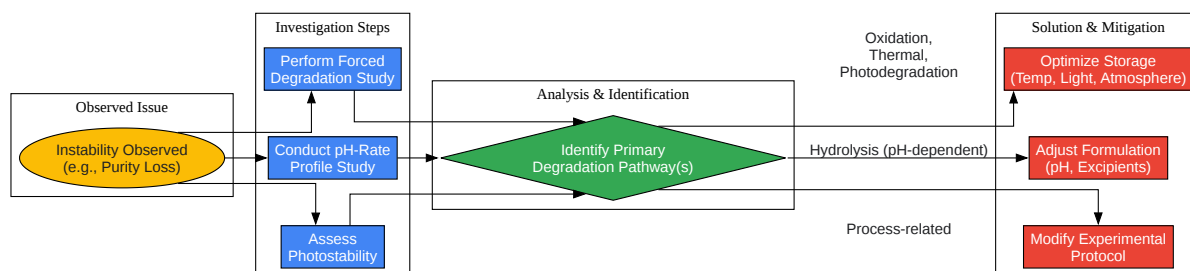 Observed Issue
Instability Observed
(e.g., Purity Loss)
Investigation Steps
Perform Forced
Degradation Study
Conduct pH-Rate
Profile Study
Assess
Photostability
Analysis & Identification
Identify Primary
Degradation Pathway(s)
Oxidation,
Thermal,
Photodegradation
Hydrolysis (pH-dependent)
Process-related
Solution & Mitigation
Optimize Storage
(Temp, Light, Atmosphere)
Adjust Formulation
(pH, Excipients)
Modify Experimental
Protocol